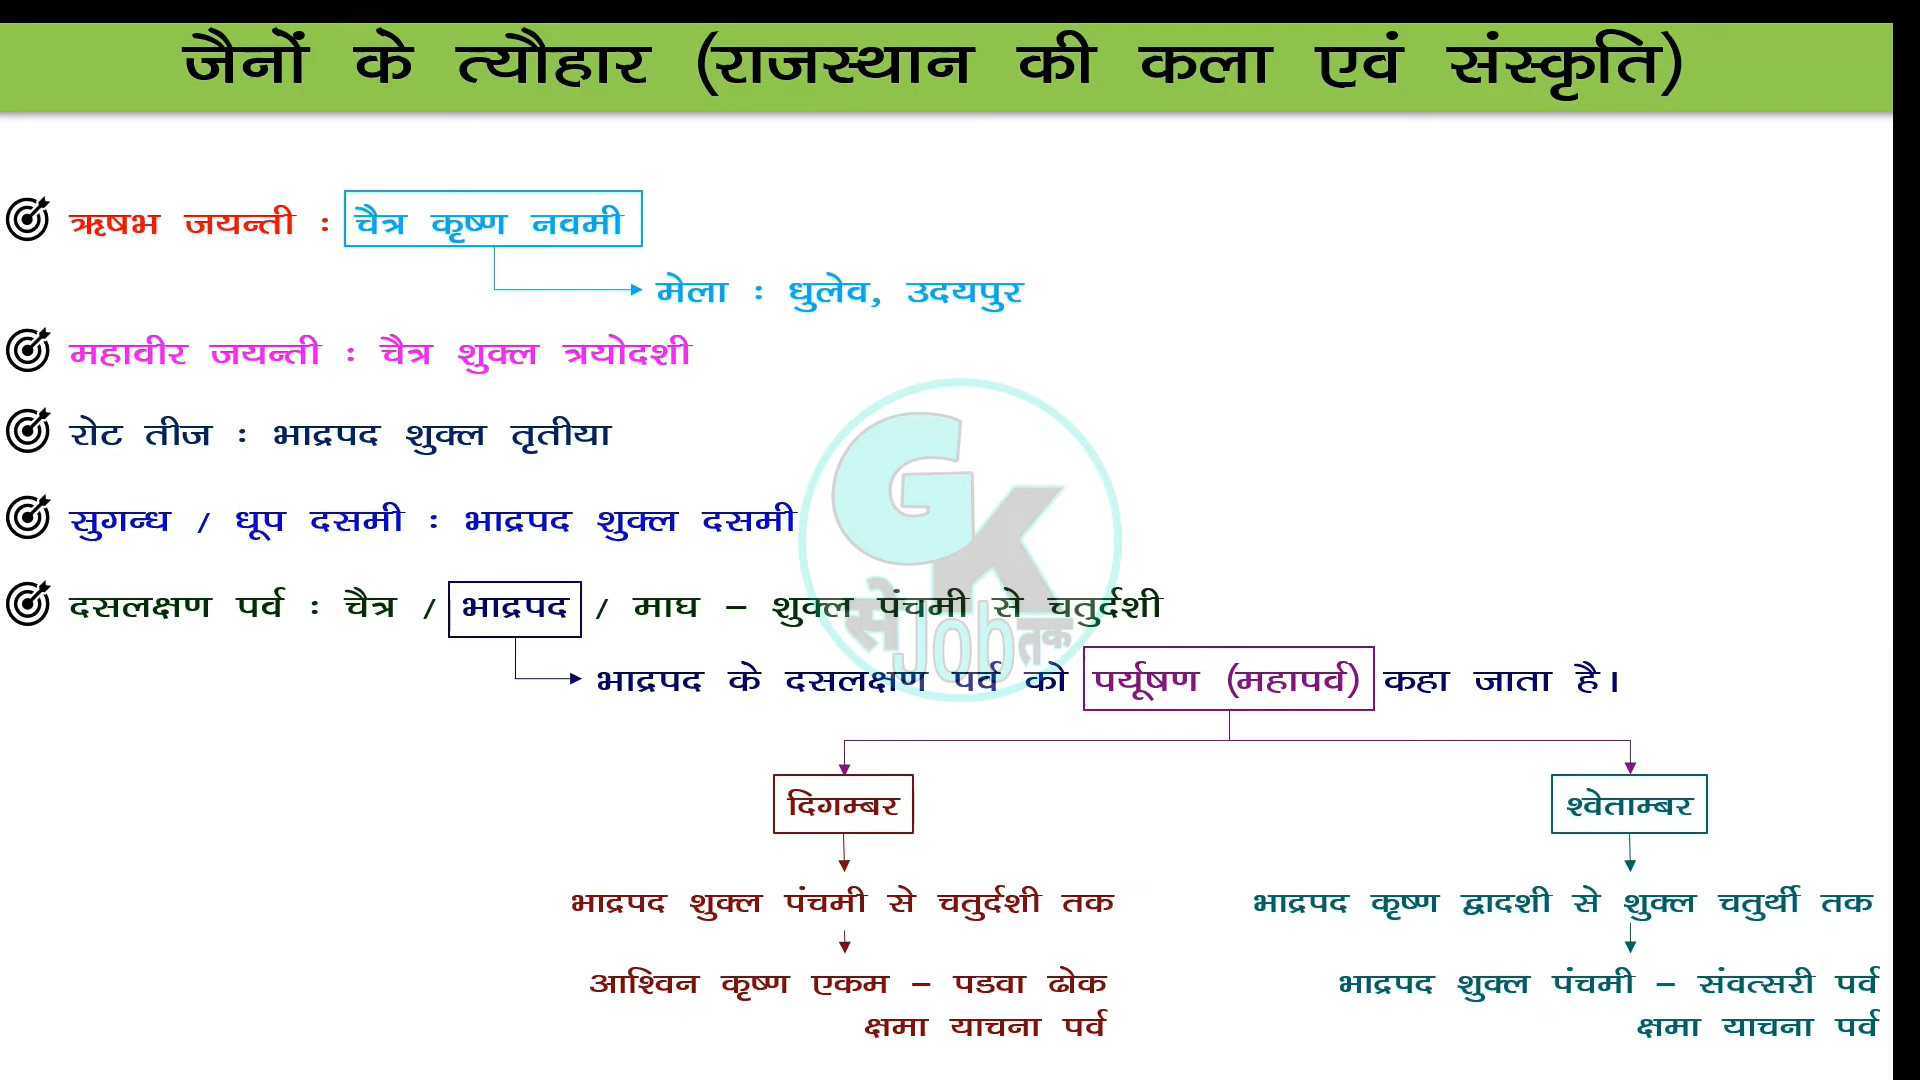 जैनों के त्यौहार (राजस्थान की कला एवं संस्कृति)
ऋषभ जयन्ती : चैत्र कृष्ण नवमी
मेला : धुलेव, उदयपुर
महावीर जयन्ती : चैत्र शुक्ल त्रयोदशी
रोट तीज : भाद्रपद शुक्ल तृतीया
सुगन्ध / धूप दसमी : भाद्रपद शुक्ल दसमी
दसलक्षण पर्व : चैत्र / भाद्रपद / माघ – शुक्ल पंचमी से चतुर्दशी
भाद्रपद के दसलक्षण पर्व को पर्यूषण (महापर्व) कहा जाता है।
दिगम्बर
श्वेताम्बर
भाद्रपद शुक्ल पंचमी से चतुर्दशी तक
भाद्रपद कृष्ण द्वादशी से शुक्ल चतुर्थी तक
आश्विन कृष्ण एकम – पडवा ढोक
क्षमा याचना पर्व
भाद्रपद शुक्ल पंचमी – संवत्सरी पर्व
क्षमा याचना पर्व
GK
से Job तक